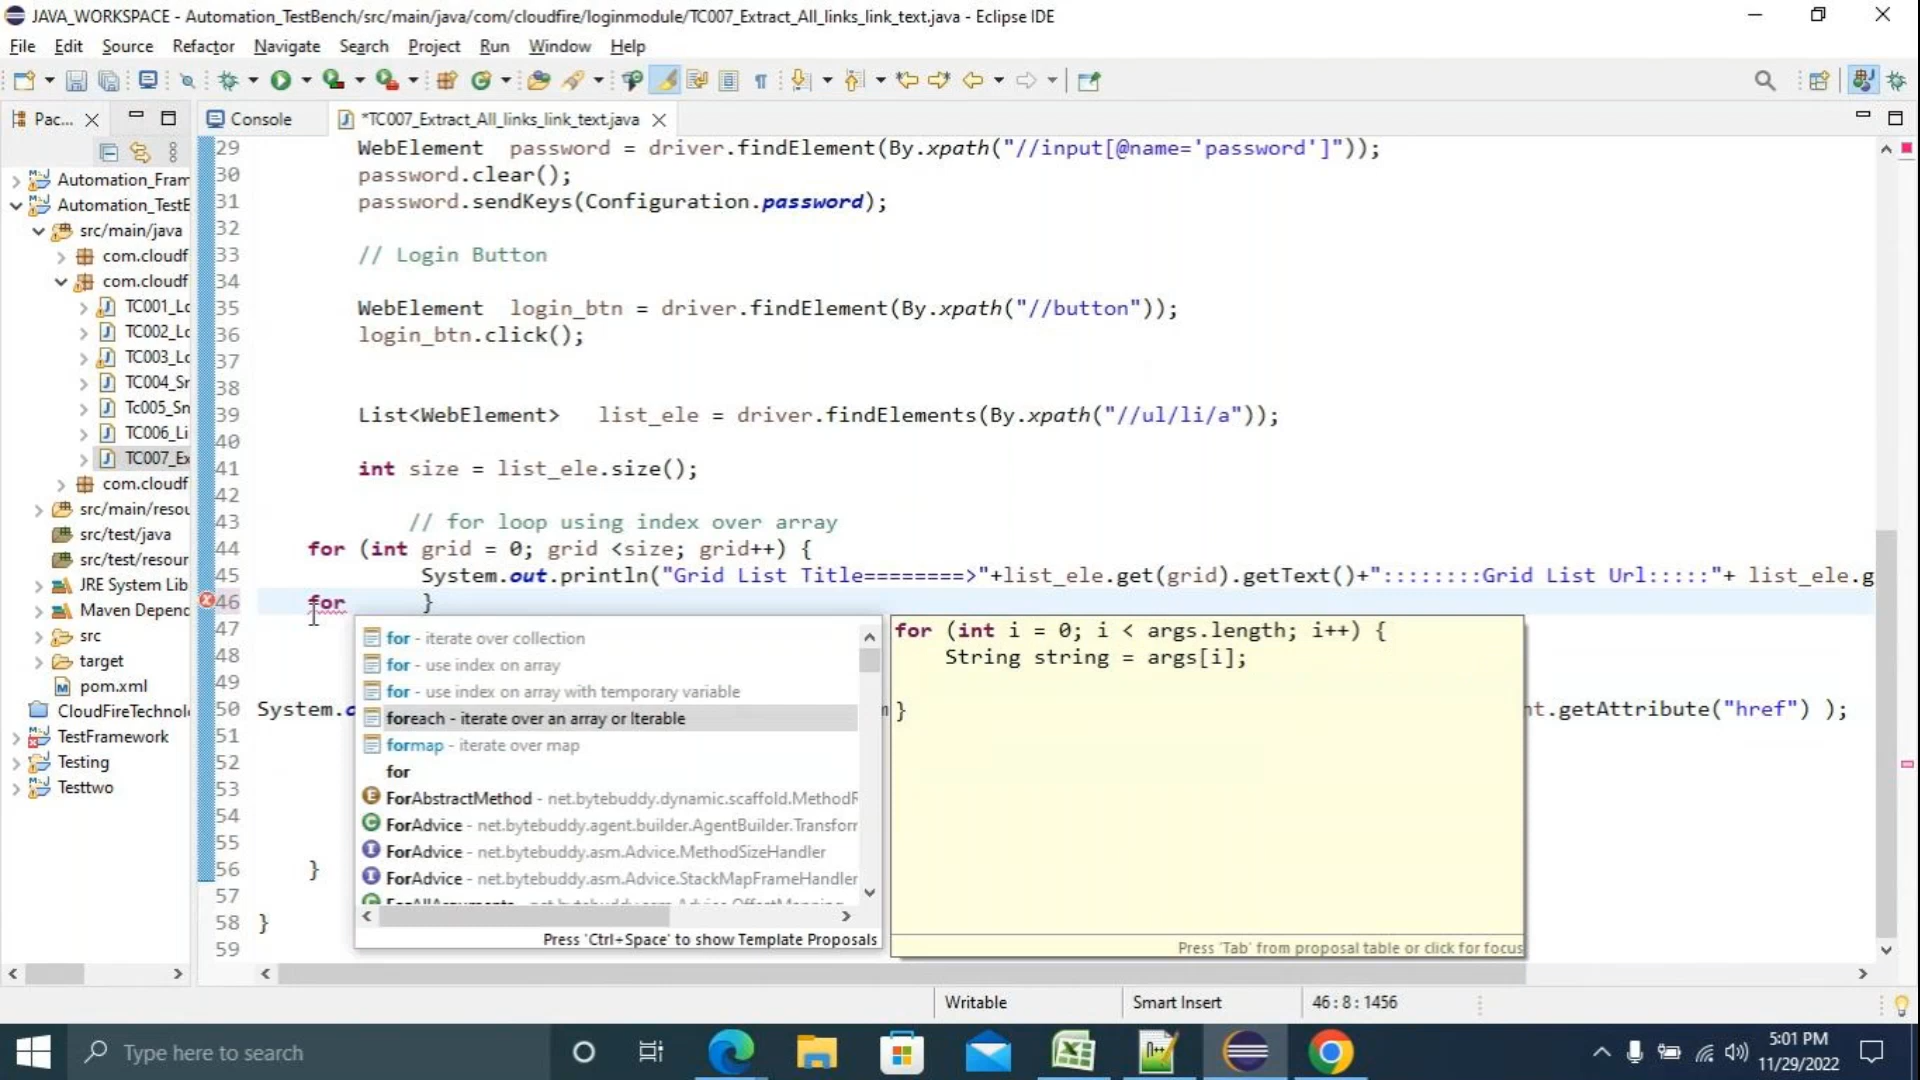 JAVA_WORKSPACE - Automation_TestBench/src/main/java/com/cloudfire/loginmodule/TC007_Extract_All_links_link_text.java - Eclipse IDE
File Edit Source Refactor Navigate Search Project Run Window Help
Pac...
Console
*TC007_Extract_All_links_link_text.java
Automation_Fram
Automation_TestB
src/main/java
com.cloudf
com.cloudf
TC001_Lo
TC002_Lo
TC003_Lo
TC004_Sr
Tc005_Sn
TC006_Li
TC007_Ex
com.cloudf
src/main/resou
src/test/java
src/test/resour
JRE System Lib
Maven Depend
src
target
pom.xml
CloudFireTechnol
TestFramework
Testing
Testtwo
29 WebElement password = driver.findElement(By.xpath("//input[@name='password']"));
30 password.clear();
31 password.sendKeys(Configuration.password);
32
33 // Login Button
34
35 WebElement login_btn = driver.findElement(By.xpath("//button"));
36 login_btn.click();
37
38
39 List<WebElement> list_ele = driver.findElements(By.xpath("//ul/li/a"));
40
41 int size = list_ele.size();
42
43 // for loop using index over array
44 for (int grid = 0; grid <size; grid++) {
45 System.out.println("Grid List Title========>"+list_ele.get(grid).getText()+"::::::::Grid List Url:::::"+ list_ele.g
46 for }
47
48
49
50 System.o
nt.getAttribute("href") );
51
52
53
54
55
56 }
57
58 }
59
for - iterate over collection
for - use index on array
for - use index on array with temporary variable
foreach - iterate over an array or Iterable
formap - iterate over map
for
ForAbstractMethod - net.bytebuddy.dynamic.scaffold.MethodR
ForAdvice - net.bytebuddy.agent.builder.AgentBuilder.Transforr
ForAdvice - net.bytebuddy.asm.Advice.MethodSizeHandler
ForAdvice - net.bytebuddy.asm.Advice.StackMapFrameHandler
Press 'Ctrl+Space' to show Template Proposals
for (int i = 0; i < args.length; i++) {
String string = args[i];
}
Press 'Tab' from proposal table or click for focus
Writable
Smart Insert
46 : 8 : 1456
Type here to search
5:01 PM
11/29/2022